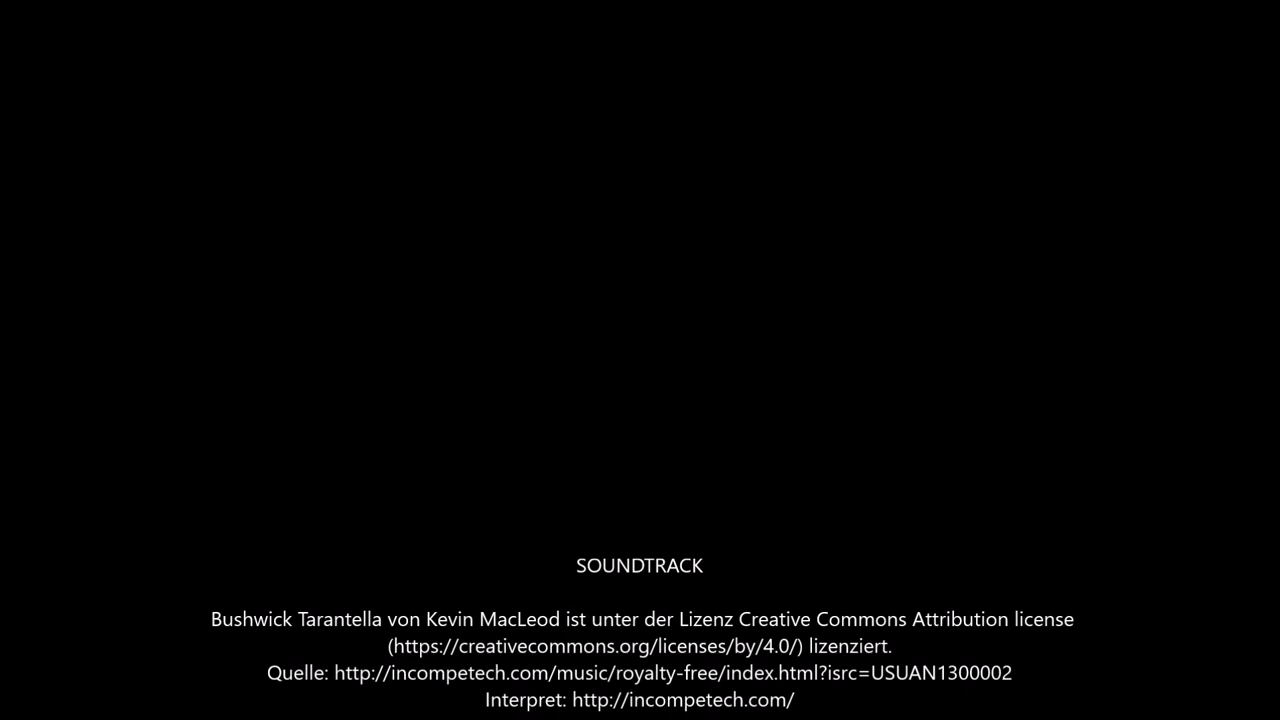 SOUNDTRACK
Bushwick Tarantella von Kevin MacLeod ist unter der Lizenz Creative Commons Attribution license
(https://creativecommons.org/licenses/by/4.0/) lizenziert.
Quelle: http://incompetech.com/music/royalty-free/index.html?isrc=USUAN1300002
Interpret: http://incompetech.com/